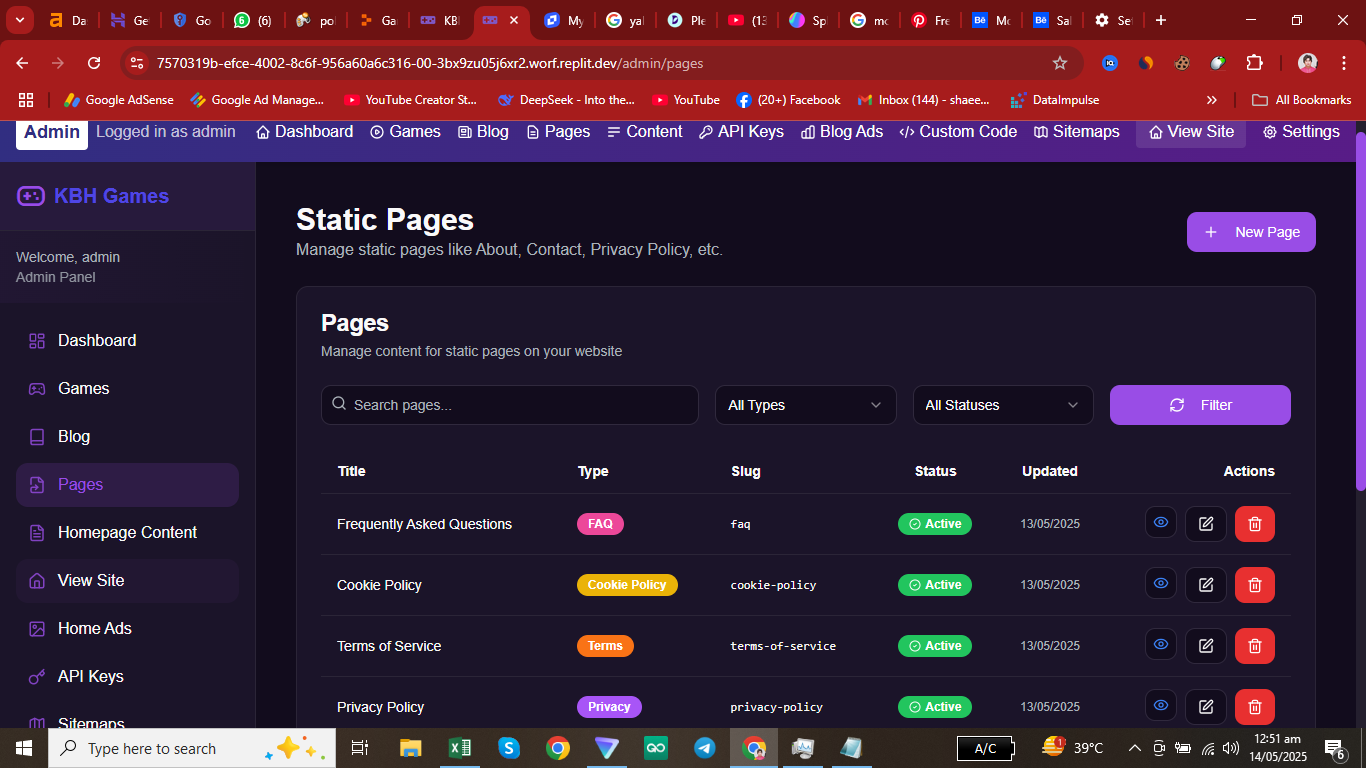 Da
Ge
Go
(6)
po
Ga
KB
My
yal
Ple
(13
Sp
mo
Fre
Mo
Sal
Se
7570319b-efce-4002-8c6f-956a60a6c316-00-3bx9zu05j6xr2.worf.replit.dev/admin/pages
Google AdSense
Google Ad Manage...
YouTube Creator St...
DeepSeek - Into the...
YouTube
(20+) Facebook
Inbox (144) - shaee...
DataImpulse
All Bookmarks
Admin
Logged in as admin
Dashboard
Games
Blog
Pages
Content
API Keys
Blog Ads
Custom Code
Sitemaps
View Site
Settings
KBH Games
Welcome, admin
Admin Panel
Dashboard
Games
Blog
Pages
Homepage Content
View Site
Home Ads
API Keys
Sitemaps
Static Pages
Manage static pages like About, Contact, Privacy Policy, etc.
New Page
Pages
Manage content for static pages on your website
Search pages...
All Types
All Statuses
Filter
Title Type Slug Status Updated Actions
Frequently Asked Questions FAQ faq Active 13/05/2025
Cookie Policy Cookie Policy cookie-policy Active 13/05/2025
Terms of Service Terms terms-of-service Active 13/05/2025
Privacy Policy Privacy privacy-policy Active 13/05/2025
Type here to search
A/C
1
39°C
12:51 am
14/05/2025
6